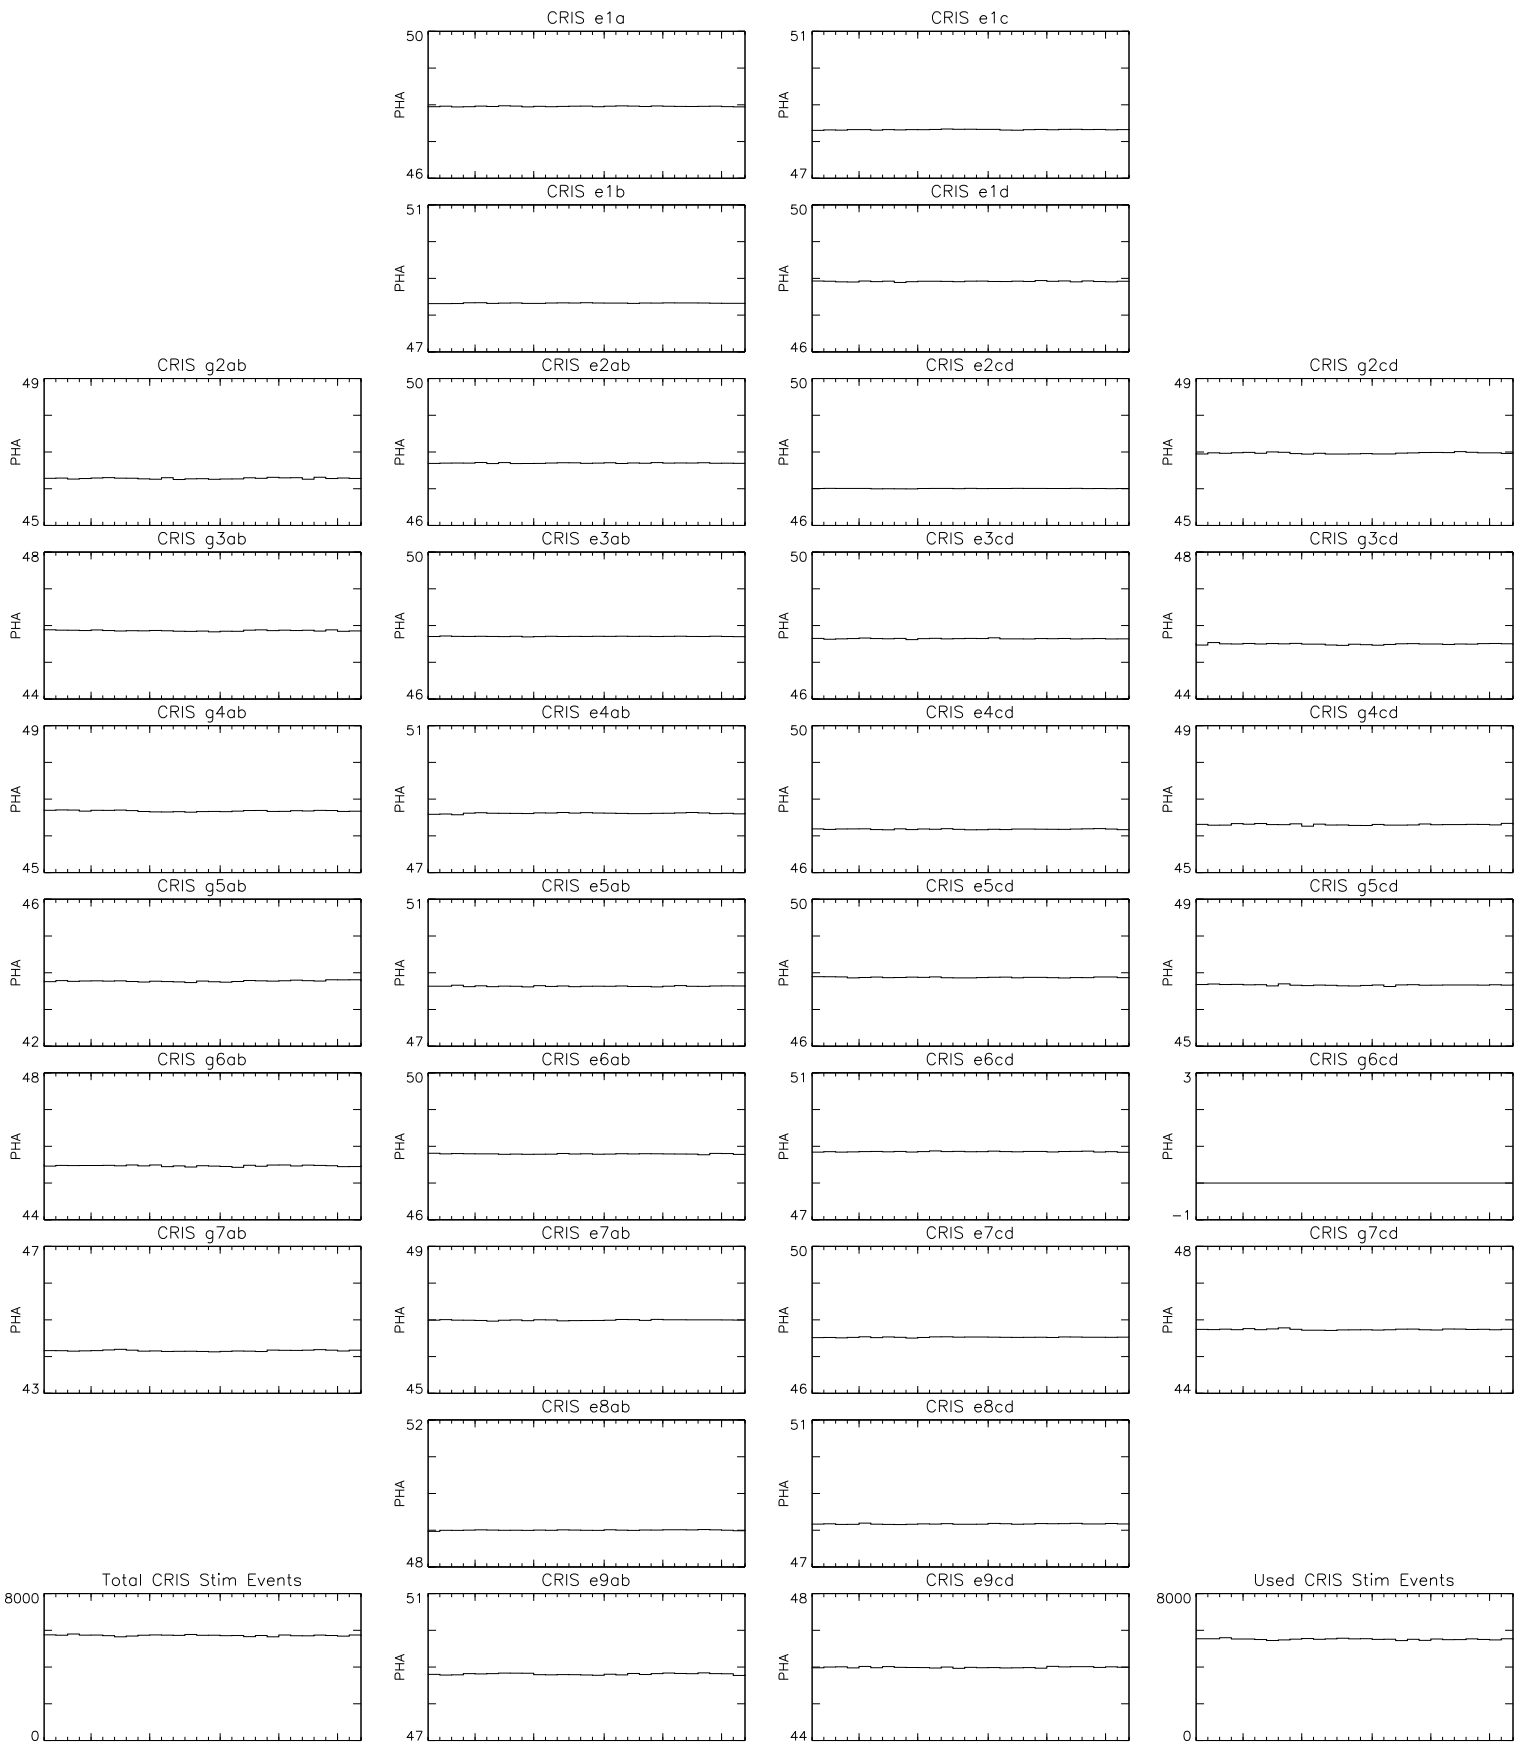 CRIS e1a
50
PHA
46
CRIS e1c
51
PHA
47
CRIS e1b
51
PHA
47
CRIS e1d
50
PHA
46
CRIS g2ab
49
PHA
45
CRIS e2ab
50
PHA
46
CRIS e2cd
50
PHA
46
CRIS g2cd
49
PHA
45
CRIS g3ab
48
PHA
44
CRIS e3ab
50
PHA
46
CRIS e3cd
50
PHA
46
CRIS g3cd
48
PHA
44
CRIS g4ab
49
PHA
45
CRIS e4ab
51
PHA
47
CRIS e4cd
50
PHA
46
CRIS g4cd
49
PHA
45
CRIS g5ab
46
PHA
42
CRIS e5ab
51
PHA
47
CRIS e5cd
50
PHA
46
CRIS g5cd
49
PHA
45
CRIS g6ab
48
PHA
44
CRIS e6ab
50
PHA
46
CRIS e6cd
51
PHA
47
CRIS g6cd
3
PHA
-1
CRIS g7ab
47
PHA
43
CRIS e7ab
49
PHA
45
CRIS e7cd
50
PHA
46
CRIS g7cd
48
PHA
44
CRIS e8ab
52
PHA
48
CRIS e8cd
51
PHA
47
Total CRIS Stim Events
8000
0
CRIS e9ab
51
PHA
47
CRIS e9cd
48
PHA
44
Used CRIS Stim Events
8000
0